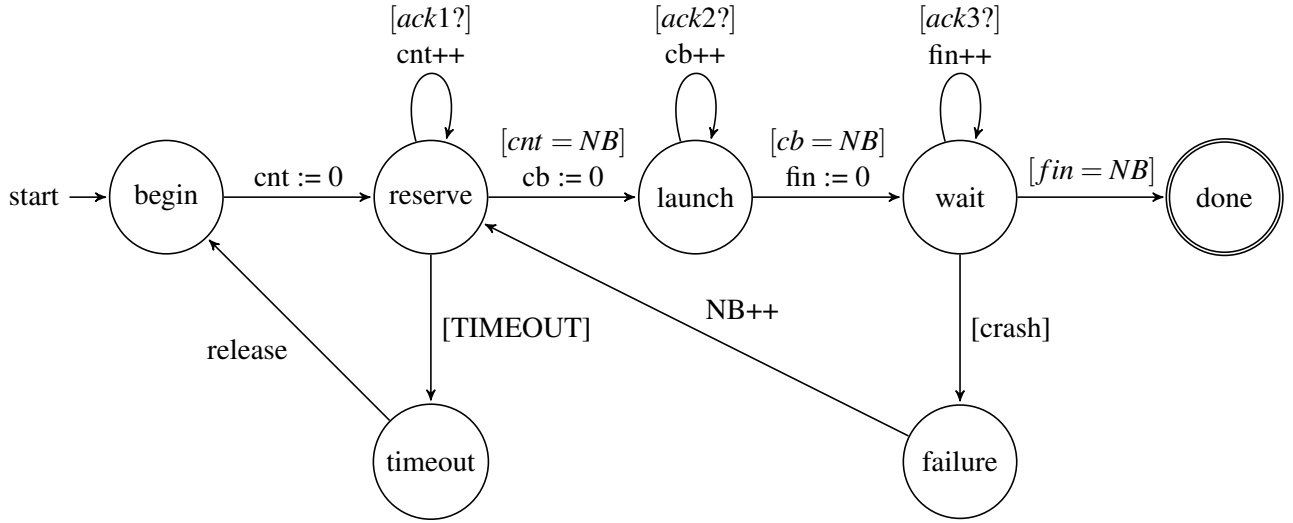 [ack1?]
cnt++
[ack2?]
cb++
[ack3?]
fin++
start
begin
cnt := 0
reserve
[cnt = NB]
cb := 0
launch
[cb = NB]
fin := 0
wait
[fin = NB]
done
NB++
[TIMEOUT]
[crash]
release
timeout
failure